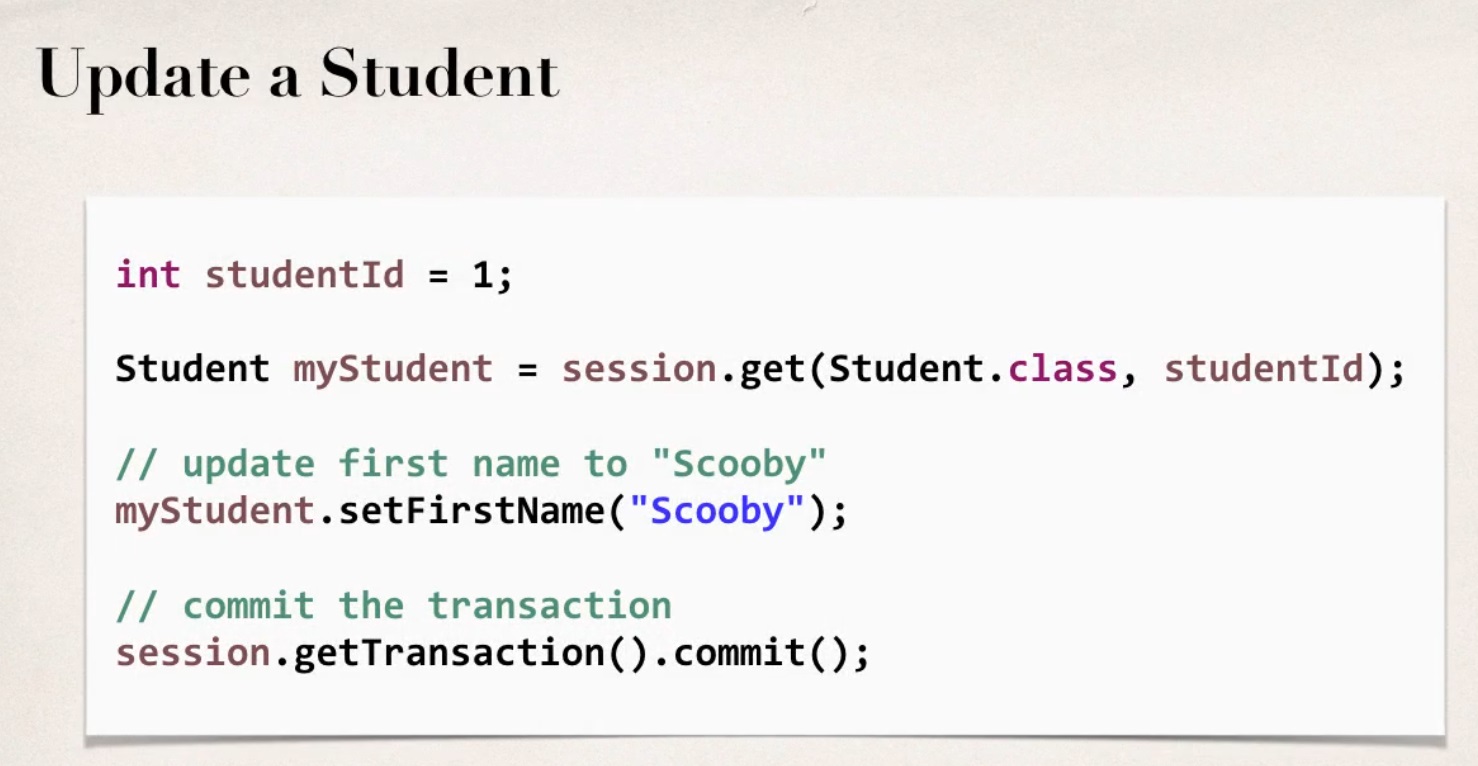 Update a Student
int studentId = 1;
Student myStudent = session.get(Student.class, studentId);
// update first name to "Scooby"
myStudent.setFirstName("Scooby");
// commit the transaction
session.getTransaction().commit();